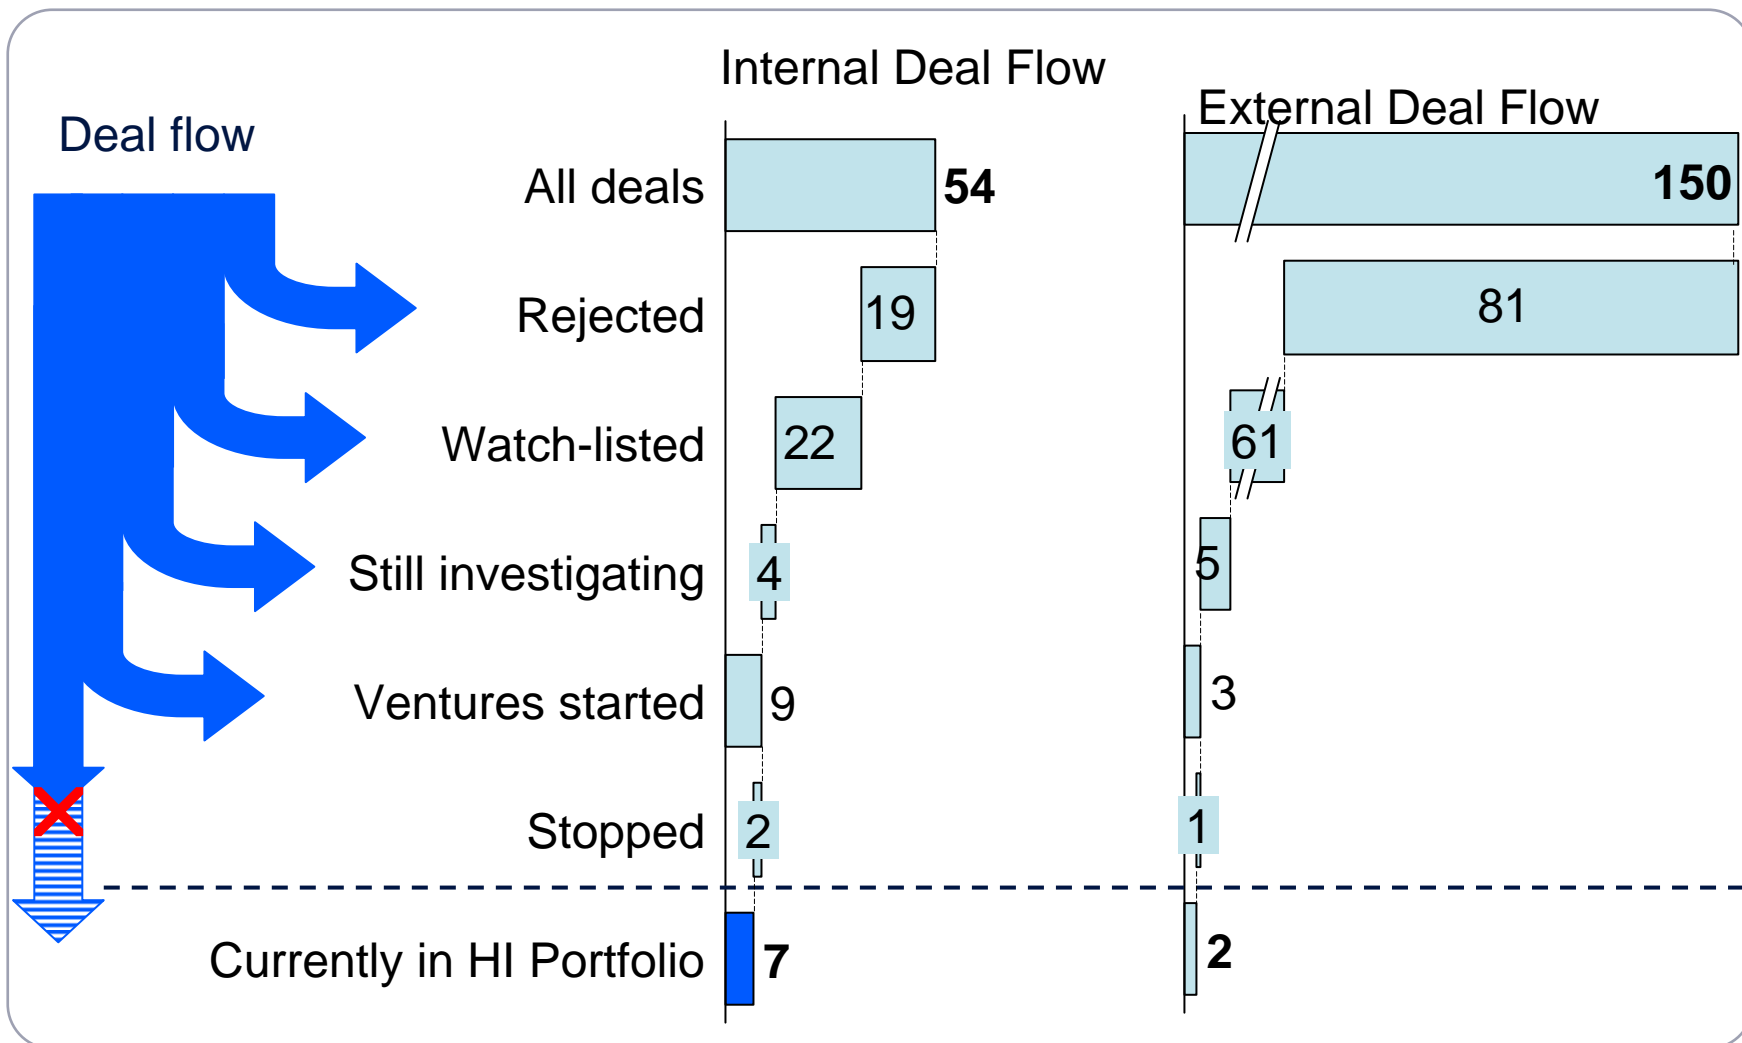 Internal Deal Flow
External Deal Flow
Deal flow
All deals 54 150
Rejected 19 81
Watch-listed 22 61
Still investigating 4 5
Ventures started 9 3
Stopped 2 1
Currently in HI Portfolio 7 2